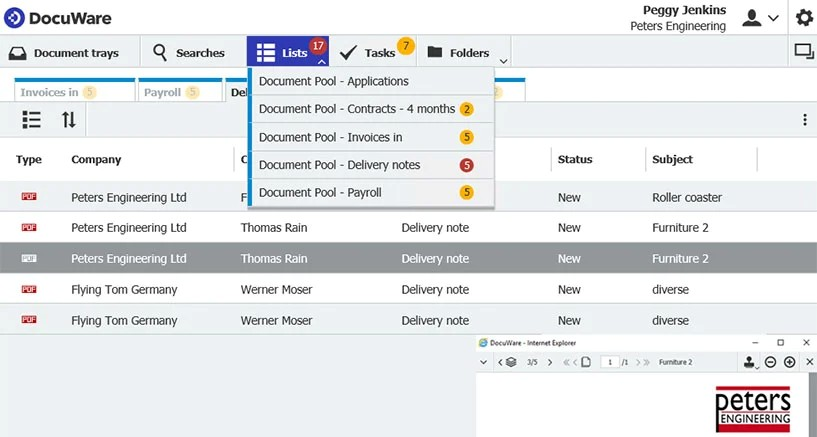 DocuWare
Peggy Jenkins
Peters Engineering
Document trays Searches Lists 17 Tasks 7 Folders
Document Pool - Applications
Document Pool - Contracts - 4 months 2
Document Pool - Invoices in 5
Document Pool - Delivery notes 5
Document Pool - Payroll 5
Invoices in 5 Payroll 5 Del 2
Type Company C Status Subject
PDF Peters Engineering Ltd F New Roller coaster
PDF Peters Engineering Ltd Thomas Rain Delivery note New Furniture 2
PDF Peters Engineering Ltd Thomas Rain Delivery note New Furniture 2
PDF Flying Tom Germany Werner Moser Delivery note New diverse
PDF Flying Tom Germany Werner Moser Delivery note New diverse
DocuWare - Internet Explorer
3/5 1 /1 Furniture 2
peters
ENGINEERING